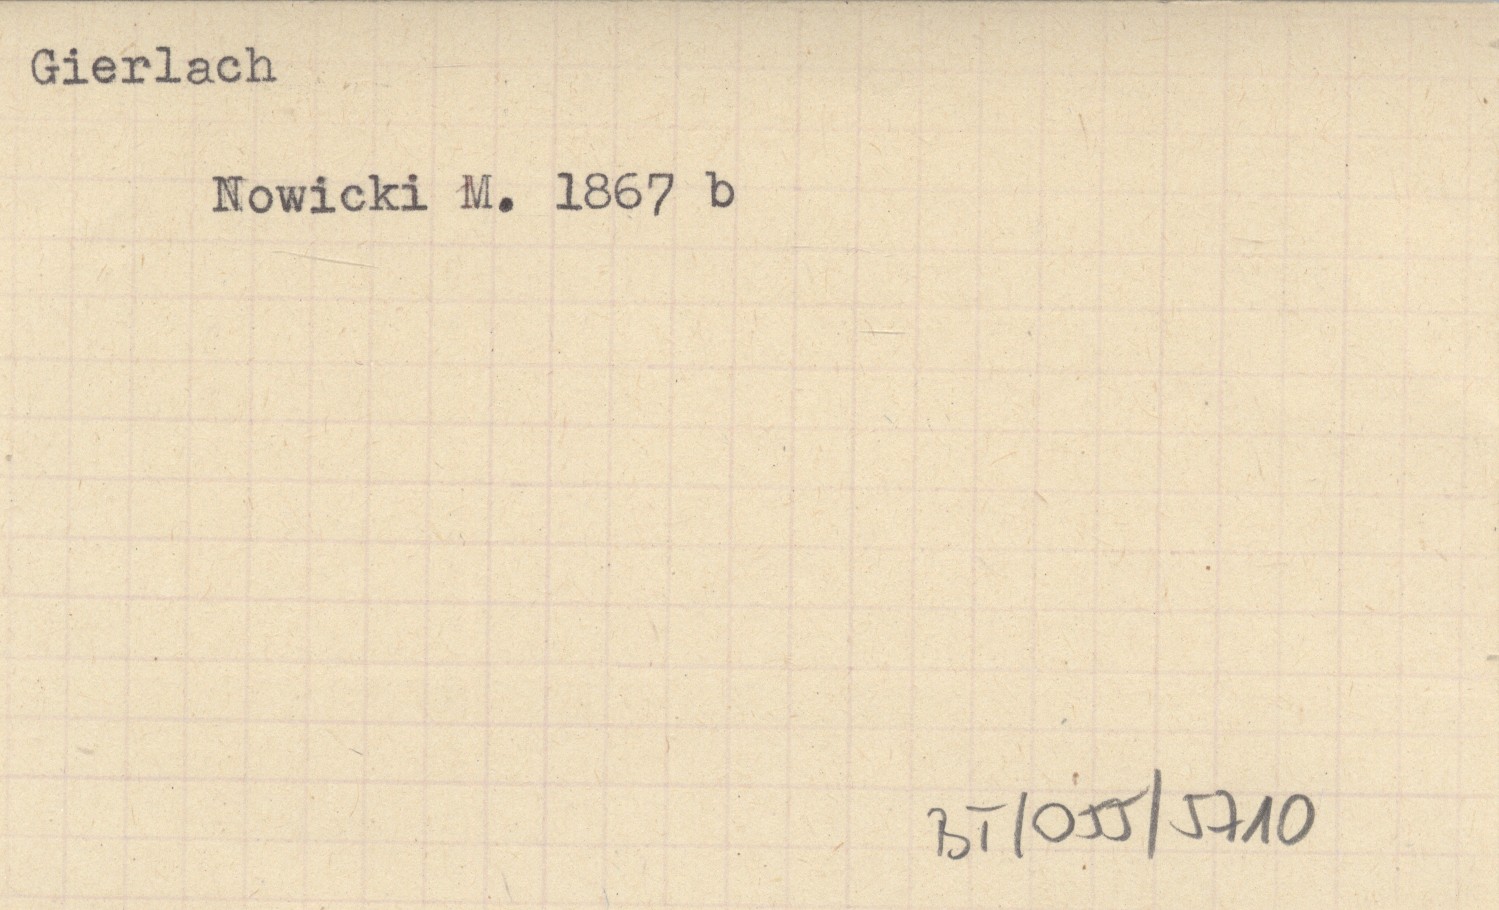 Gierlach
Nowicki M. 1867 b
BT/055/5710